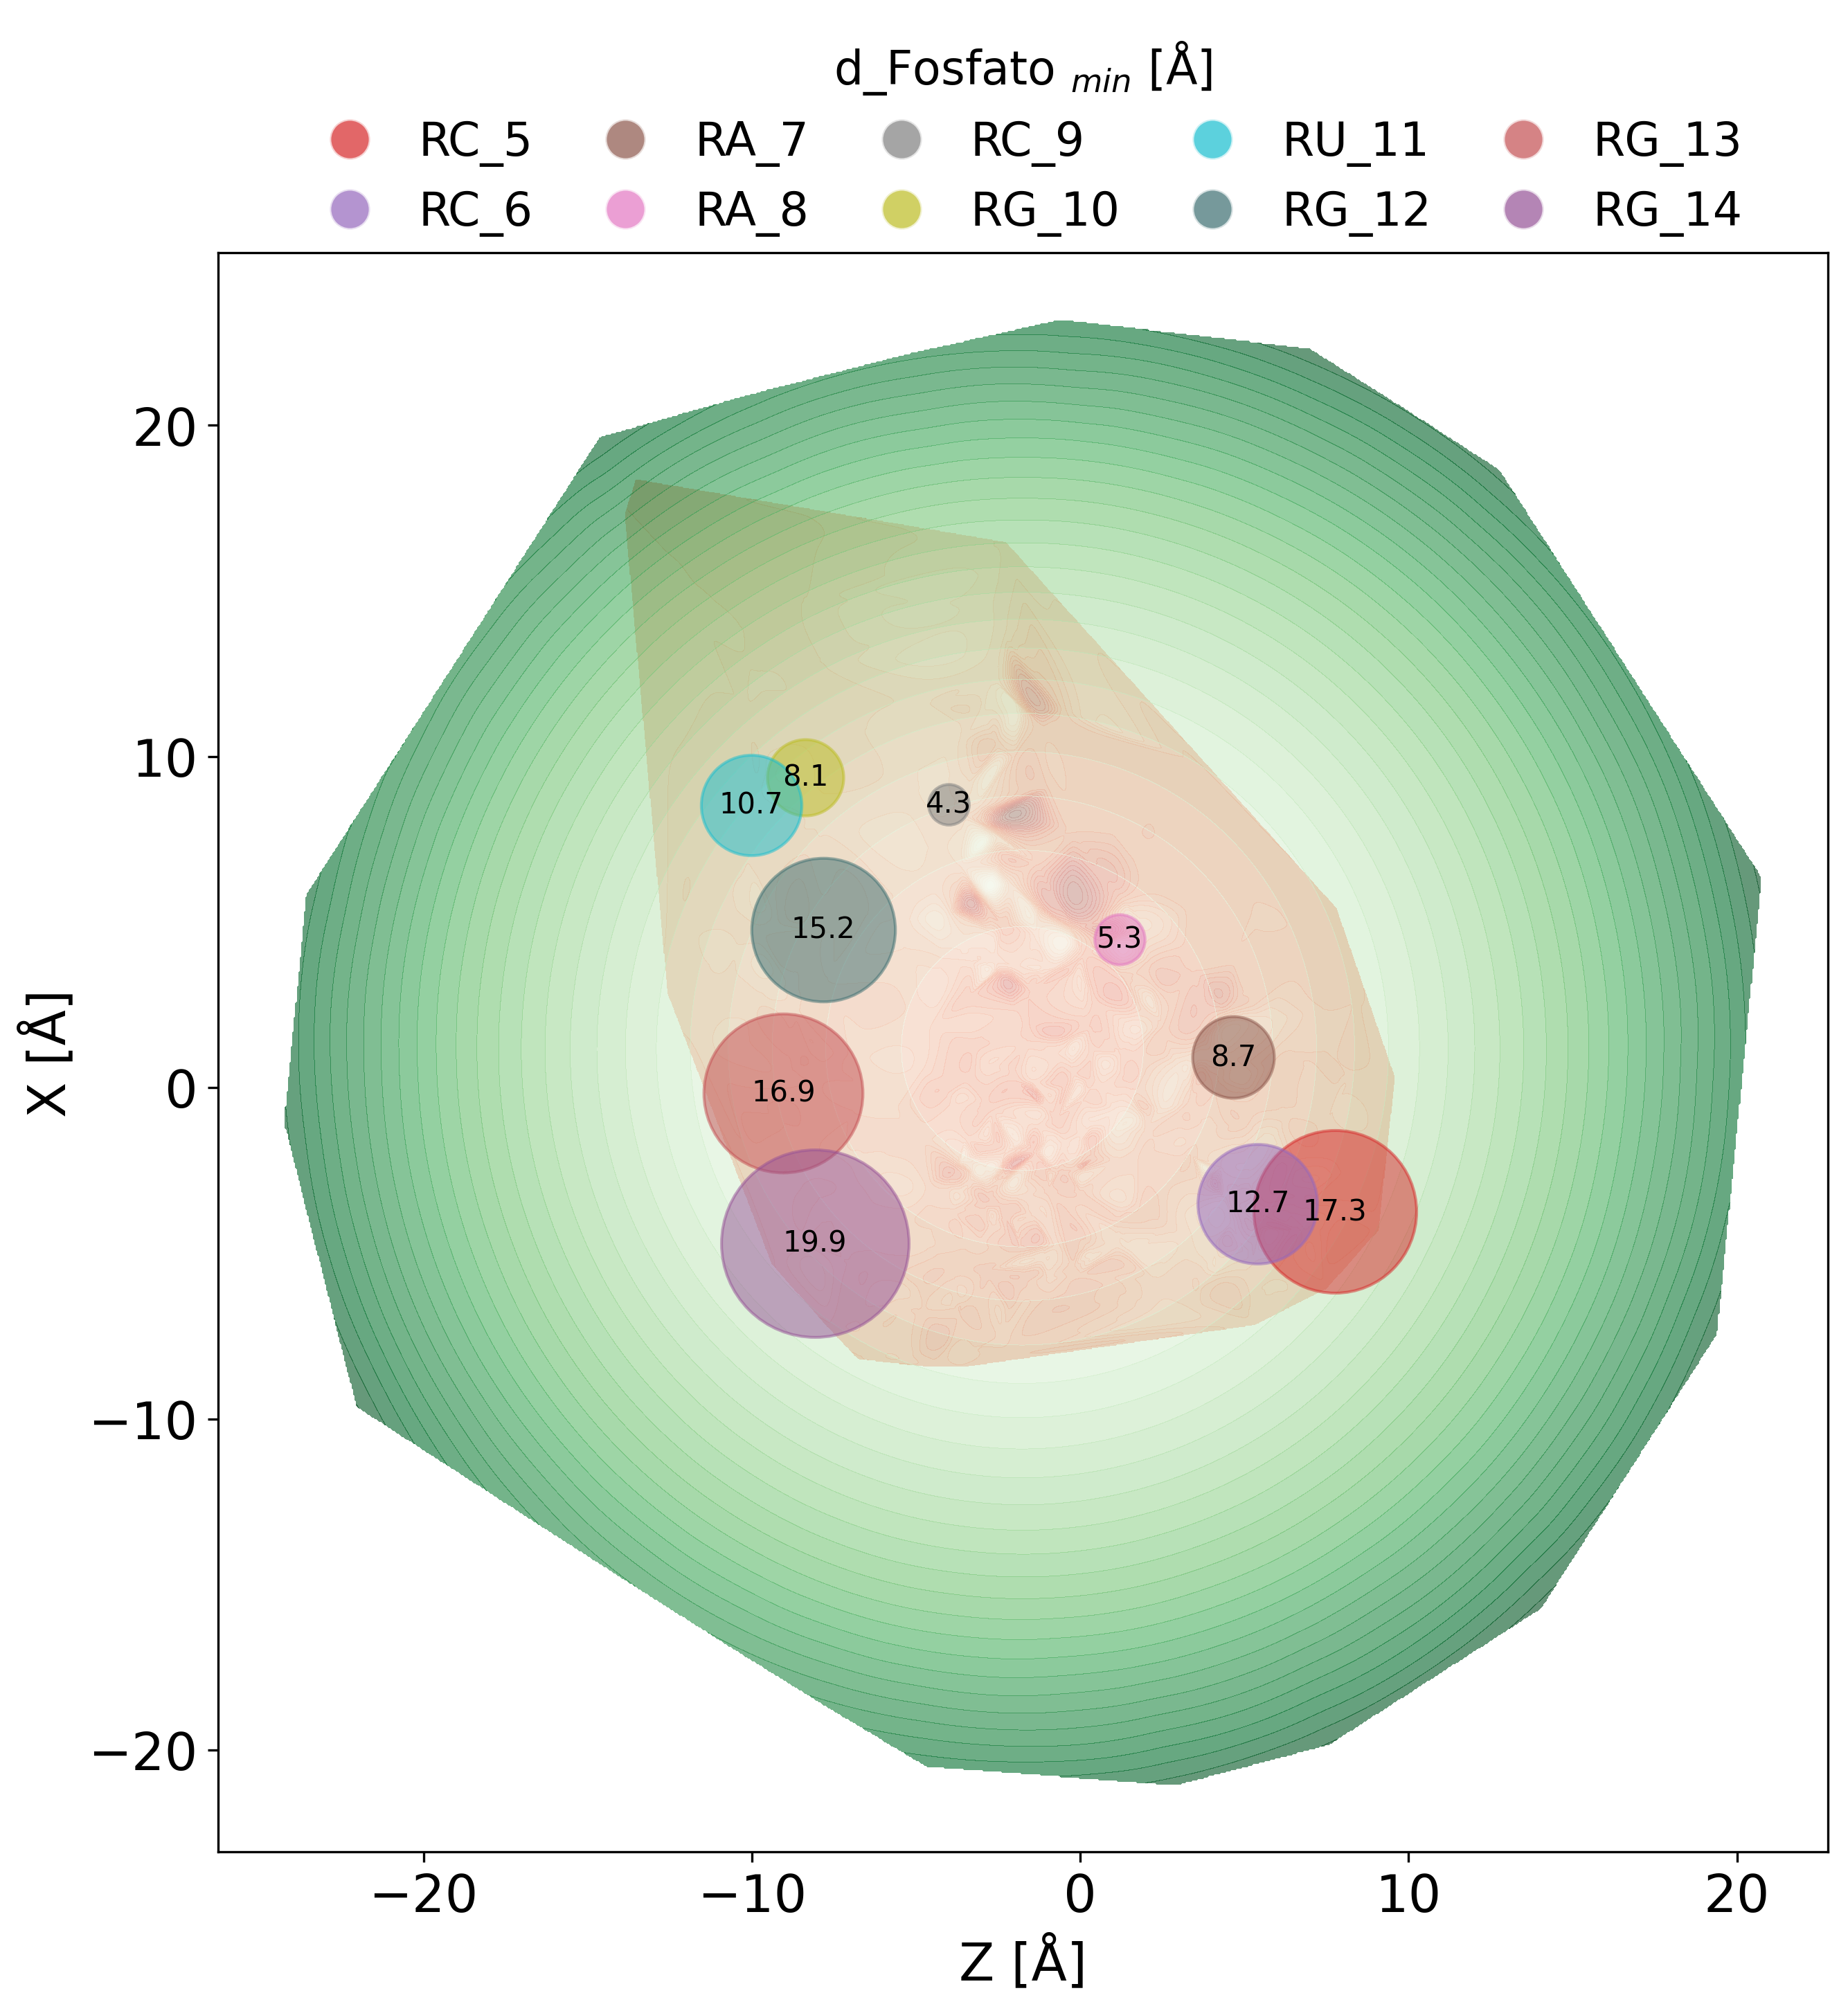 d_Fosfato min [Å]
RC_5 RA_7 RC_9 RU_11 RG_13
RC_6 RA_8 RG_10 RG_12 RG_14
20
10
8.1
10.7
4.3
15.2
5.3
X [Å]
0
8.7
16.9
12.7
17.3
19.9
−10
−20
−20 −10 0 10 20
Z [Å]